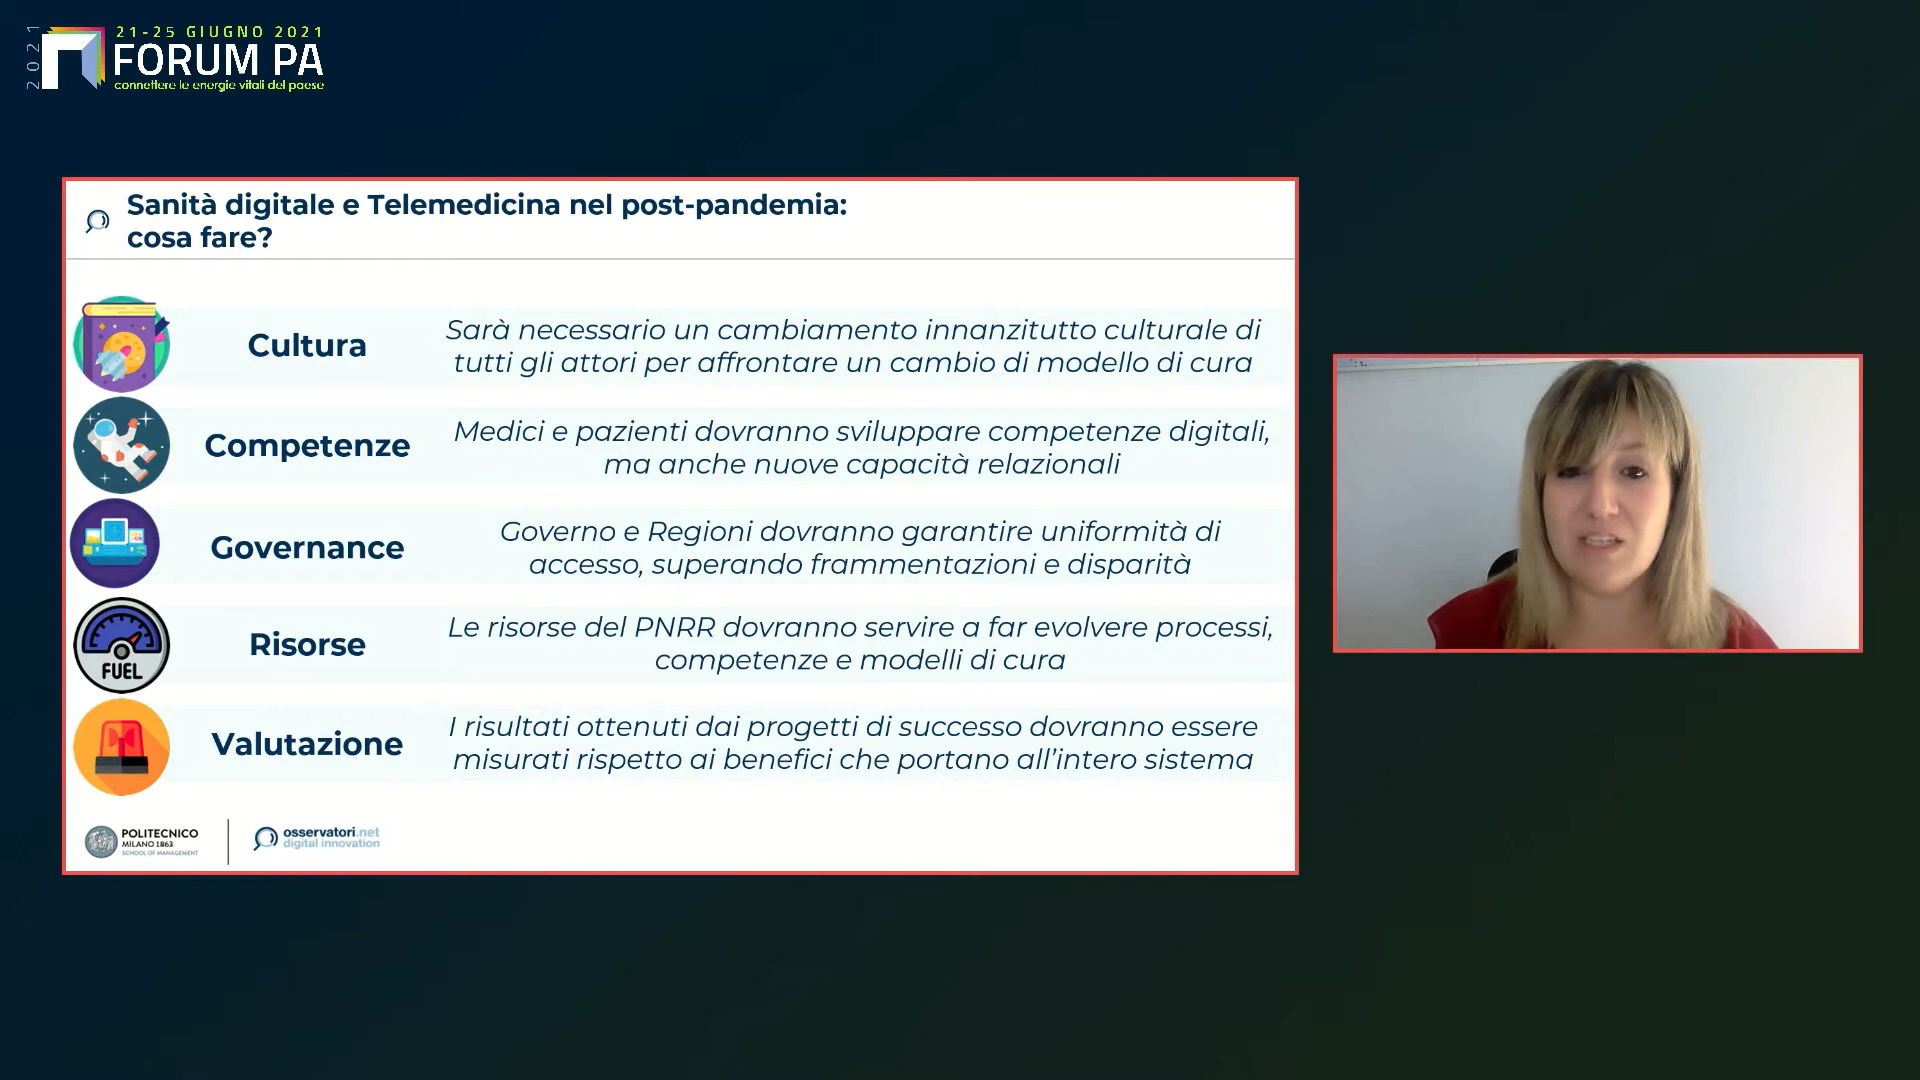 2021
21-25 GIUGNO 2021
FORUM PA
connettere le energie vitali del paese
Sanità digitale e Telemedicina nel post-pandemia:
cosa fare?
Cultura
Sarà necessario un cambiamento innanzitutto culturale di
tutti gli attori per affrontare un cambio di modello di cura
Competenze
Medici e pazienti dovranno sviluppare competenze digitali,
ma anche nuove capacità relazionali
Governance
Governo e Regioni dovranno garantire uniformità di
accesso, superando frammentazioni e disparità
FUEL
Risorse
Le risorse del PNRR dovranno servire a far evolvere processi,
competenze e modelli di cura
Valutazione
I risultati ottenuti dai progetti di successo dovranno essere
misurati rispetto ai benefici che portano all'intero sistema
POLITECNICO
MILANO 1863
SCHOOL OF MANAGEMENT
osservatori.net
digital innovation